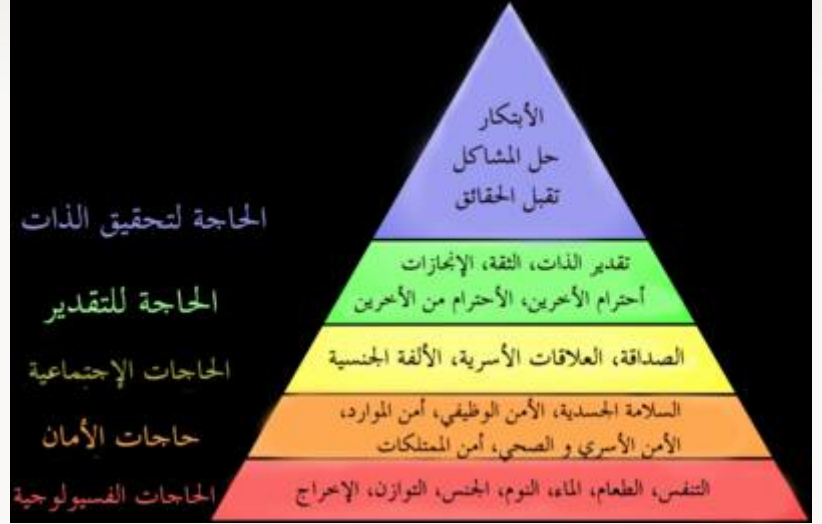 الأبتكار
حل المشاكل
تقبل الحقائق
الحاجة لتحقيق الذات
تقدير الذات، الثقة، الإنجازات
أحترام الأخرين، الأحترام من الأخرين
الحاجة للتقدير
الصداقة، العلاقات الأسرية، الألفة الجنسية
الحاجات الإجتماعية
السلامة الجسدية، الأمن الوظيفي، أمن الموارد،
الأمن الأسري و الصحي، أمن الممتلكات
حاجات الأمان
التنفس، الطعام، الماء، النوم، الجنس، التوازن، الإخراج
الحاجات الفسيولوجية